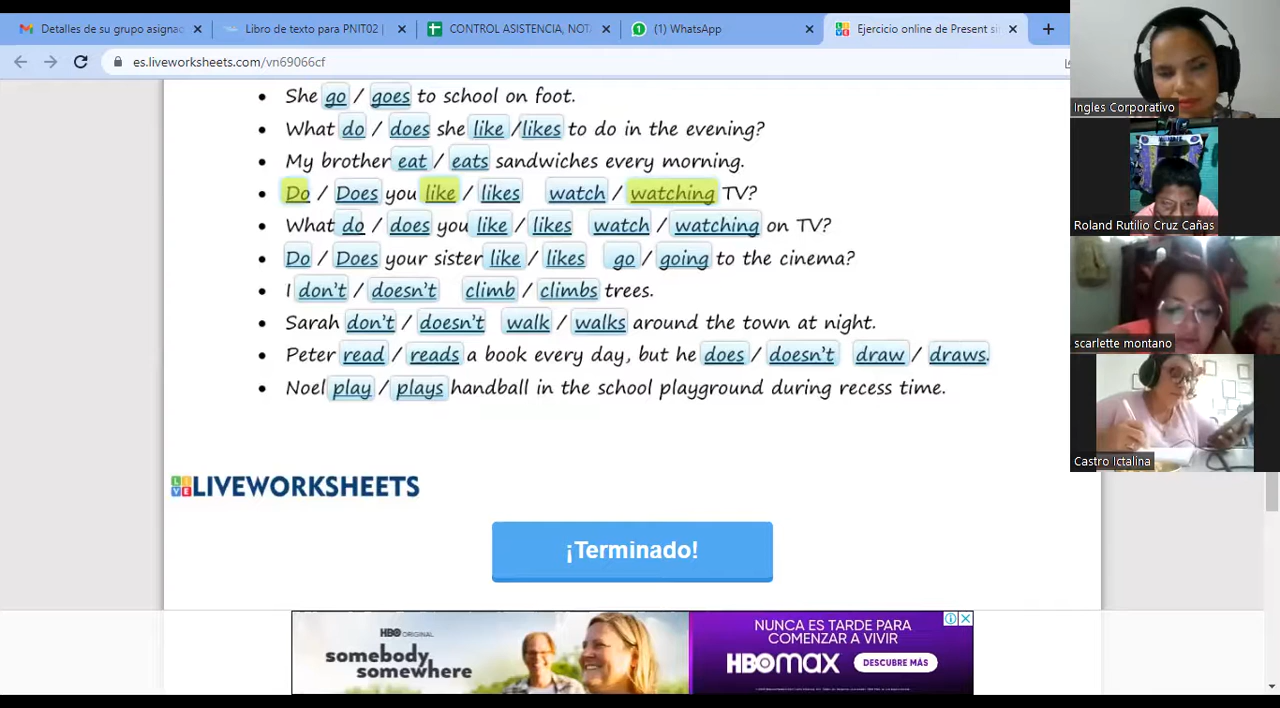 Detalles de su grupo asignac
Libro de texto para PNIT02 |
CONTROL ASISTENCIA, NOTA
(1) WhatsApp
Ejercicio online de Present si
es.liveworksheets.com/vn69066cf
• She go / goes to school on foot.
• What do / does she like /likes to do in the evening?
• My brother eat / eats sandwiches every morning.
• Do / Does you like / likes watch / watching TV?
• What do / does you like / likes watch / watching on TV?
• Do / Does your sister like / likes go / going to the cinema?
• I don't / doesn't climb / climbs trees.
• Sarah don't / doesn't walk / walks around the town at night.
• Peter read / reads a book every day, but he does / doesn't draw / draws.
• Noel play / plays handball in the school playground during recess time.
LIVEWORKSHEETS
¡Terminado!
HBO ORIGINAL
somebody
somewhere
NUNCA ES TARDE PARA
COMENZAR A VIVIR
HBOMAX
DESCUBRE MÁS
Ingles Corporativo
Roland Rutilio Cruz Cañas
scarlette montano
Castro Ictalina